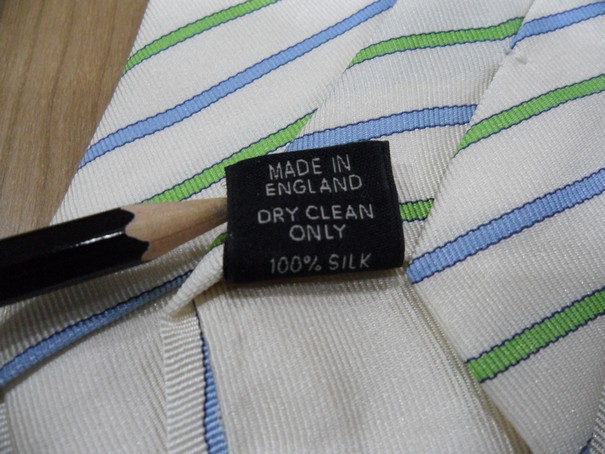 MADE IN
ENGLAND
DRY CLEAN
ONLY
100% SILK